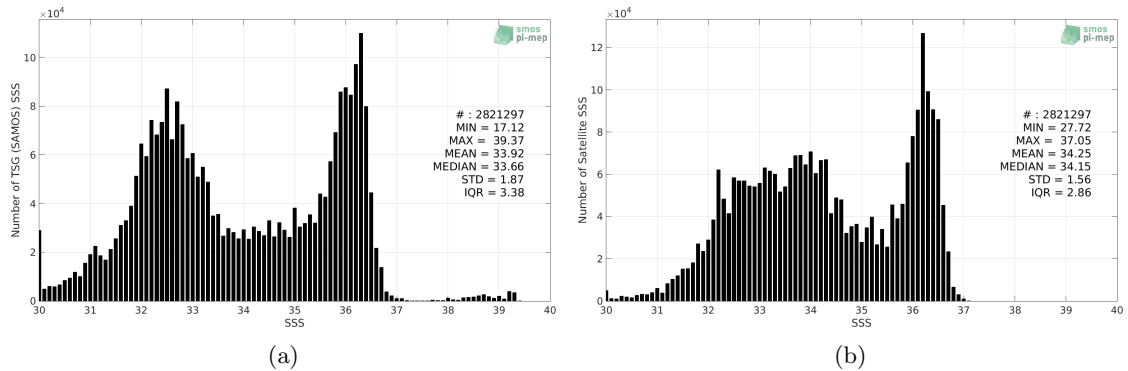 ×10⁴
Number of TSG (SAMOS) SSS
10
8
6
4
2
0
30 31 32 33 34 35 36 37 38 39 40
SSS
smos
pi-mep
# : 2821297
MIN = 17.12
MAX = 39.37
MEAN = 33.92
MEDIAN = 33.66
STD = 1.87
IQR = 3.38
(a)
×10⁴
Number of Satellite SSS
12
10
8
6
4
2
0
30 31 32 33 34 35 36 37 38 39 40
SSS
smos
pi-mep
# : 2821297
MIN = 27.72
MAX = 37.05
MEAN = 34.25
MEDIAN = 34.15
STD = 1.56
IQR = 2.86
(b)